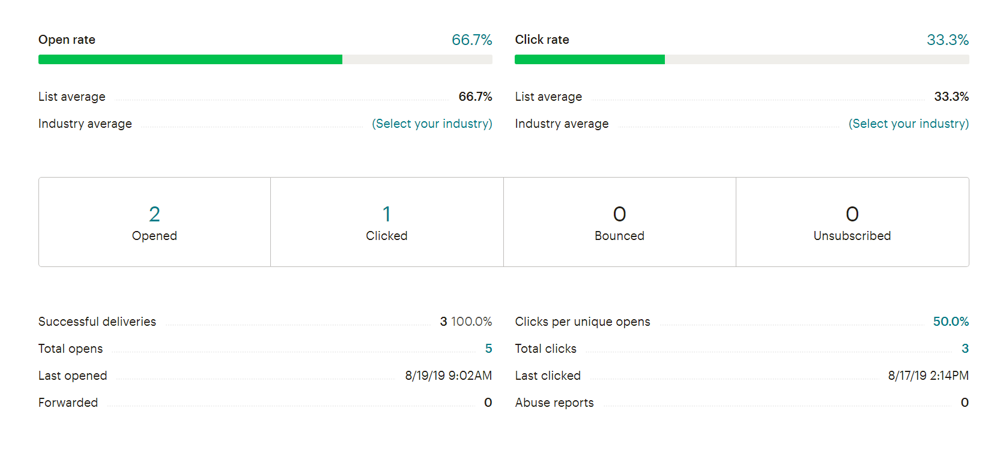 Open rate 66.7%
Click rate 33.3%
List average 66.7%
List average 33.3%
Industry average (Select your industry)
Industry average (Select your industry)
2
Opened
1
Clicked
0
Bounced
0
Unsubscribed
Successful deliveries 3 100.0%
Clicks per unique opens 50.0%
Total opens 5
Total clicks 3
Last opened 8/19/19 9:02AM
Last clicked 8/17/19 2:14PM
Forwarded 0
Abuse reports 0